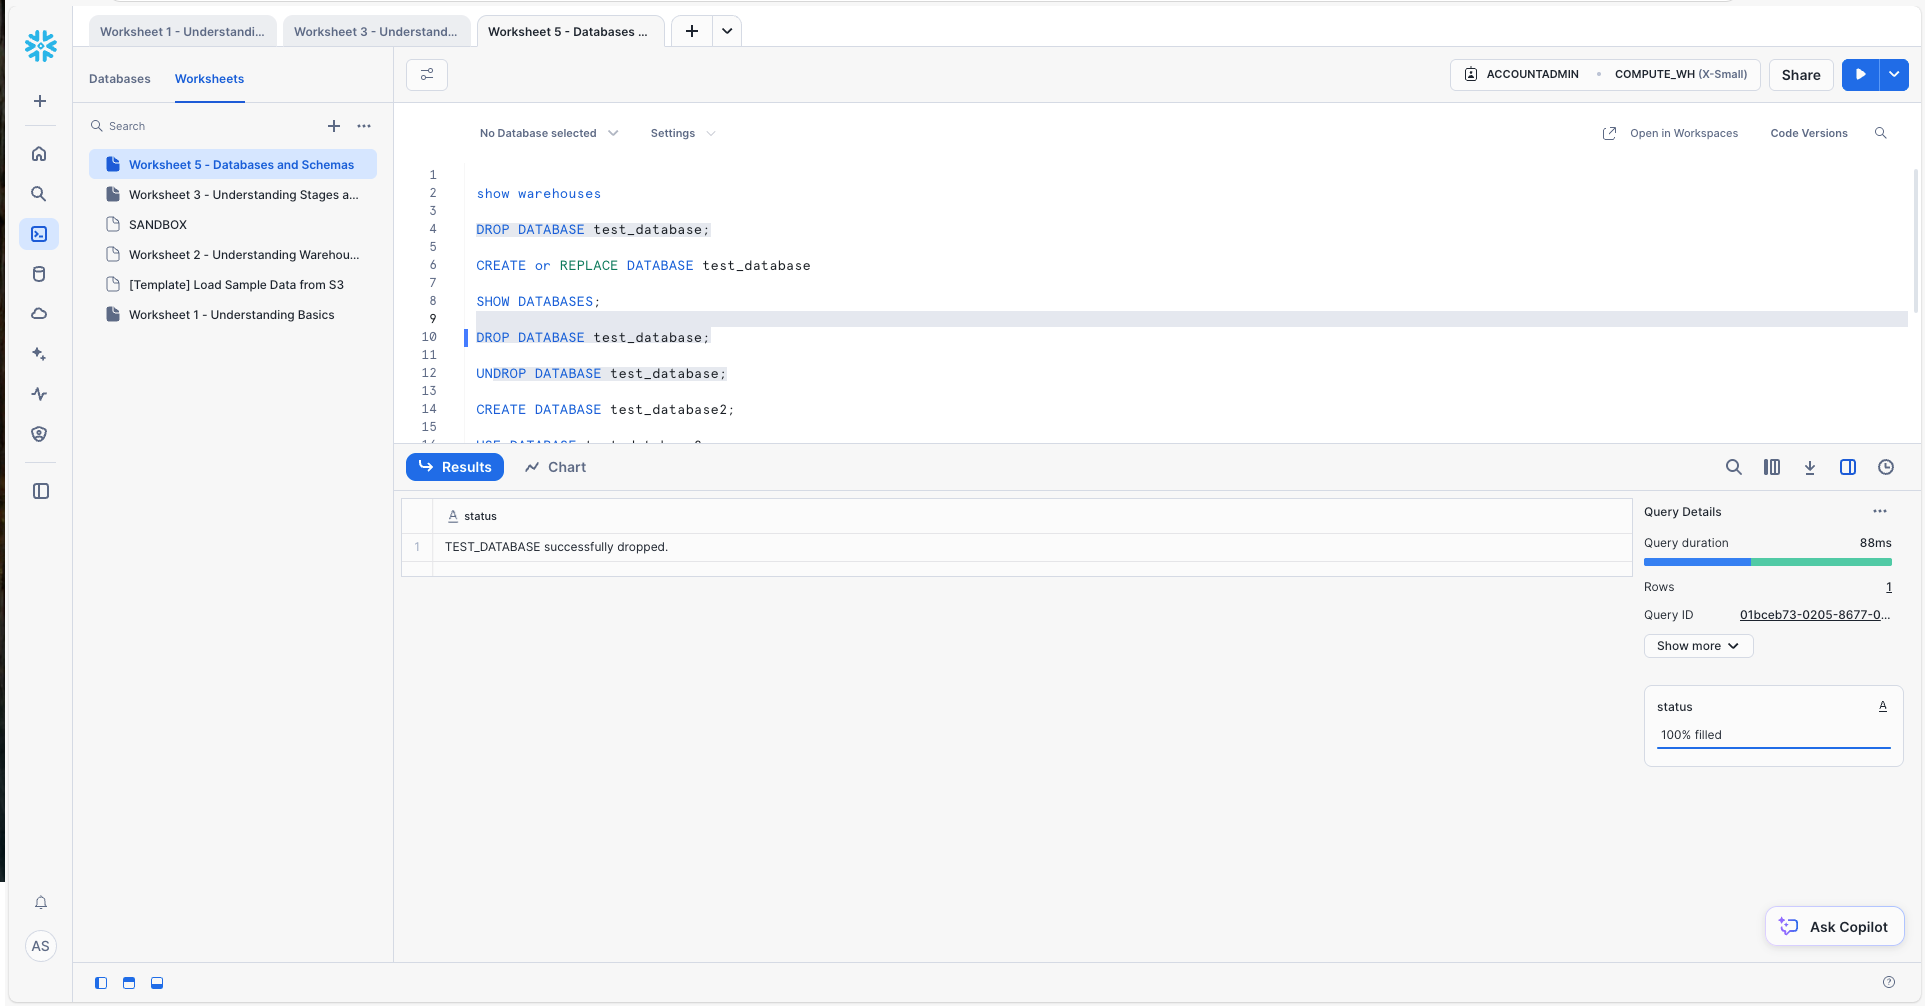 Worksheet 1 - Understandi...
Worksheet 3 - Understand...
Worksheet 5 - Databases ...
Databases
Worksheets
ACCOUNTADMIN
COMPUTE_WH (X-Small)
Share
Search
No Database selected
Settings
Open in Workspaces
Code Versions
Worksheet 5 - Databases and Schemas
Worksheet 3 - Understanding Stages a...
SANDBOX
Worksheet 2 - Understanding Warehou...
[Template] Load Sample Data from S3
Worksheet 1 - Understanding Basics
1
2 show warehouses
3
4 DROP DATABASE test_database;
5
6 CREATE or REPLACE DATABASE test_database
7
8 SHOW DATABASES;
9
10 DROP DATABASE test_database;
11
12 UNDROP DATABASE test_database;
13
14 CREATE DATABASE test_database2;
15
Results
Chart
A status
1 TEST_DATABASE successfully dropped.
Query Details
Query duration 88ms
Rows 1
Query ID 01bceb73-0205-8677-0...
Show more
status A
100% filled
AS
Ask Copilot